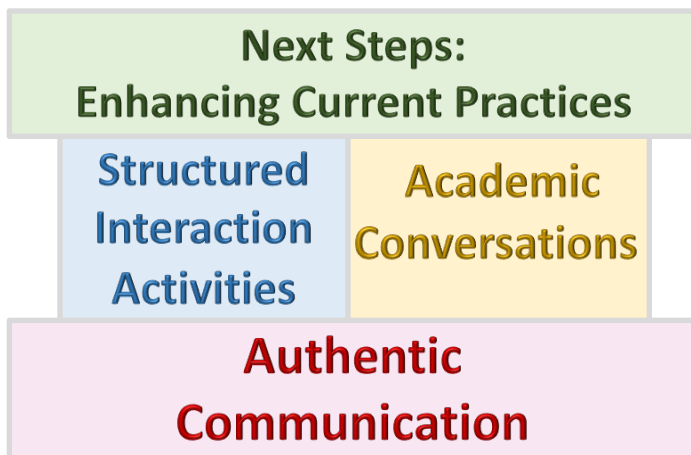 Next Steps:
Enhancing Current Practices
Structured
Interaction
Activities
Academic
Conversations
Authentic
Communication